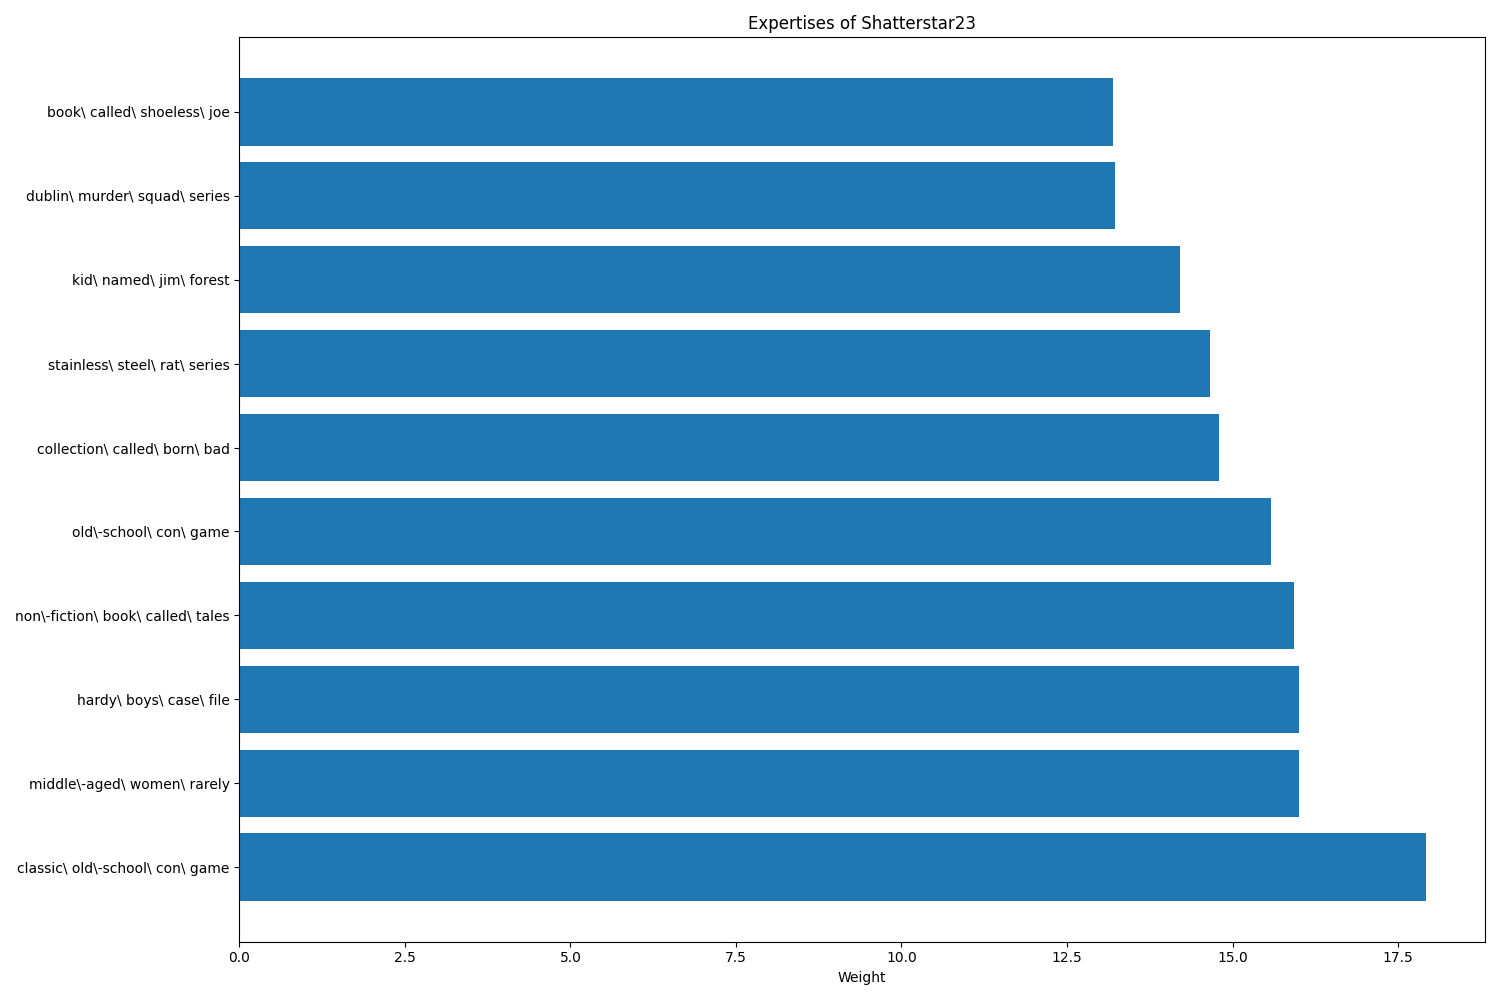 Expertises of Shatterstar23
book\ called\ shoeless\ joe
dublin\ murder\ squad\ series
kid\ named\ jim\ forest
stainless\ steel\ rat\ series
collection\ called\ born\ bad
old\-school\ con\ game
non\-fiction\ book\ called\ tales
hardy\ boys\ case\ file
middle\-aged\ women\ rarely
classic\ old\-school\ con\ game
0.0 2.5 5.0 7.5 10.0 12.5 15.0 17.5
Weight